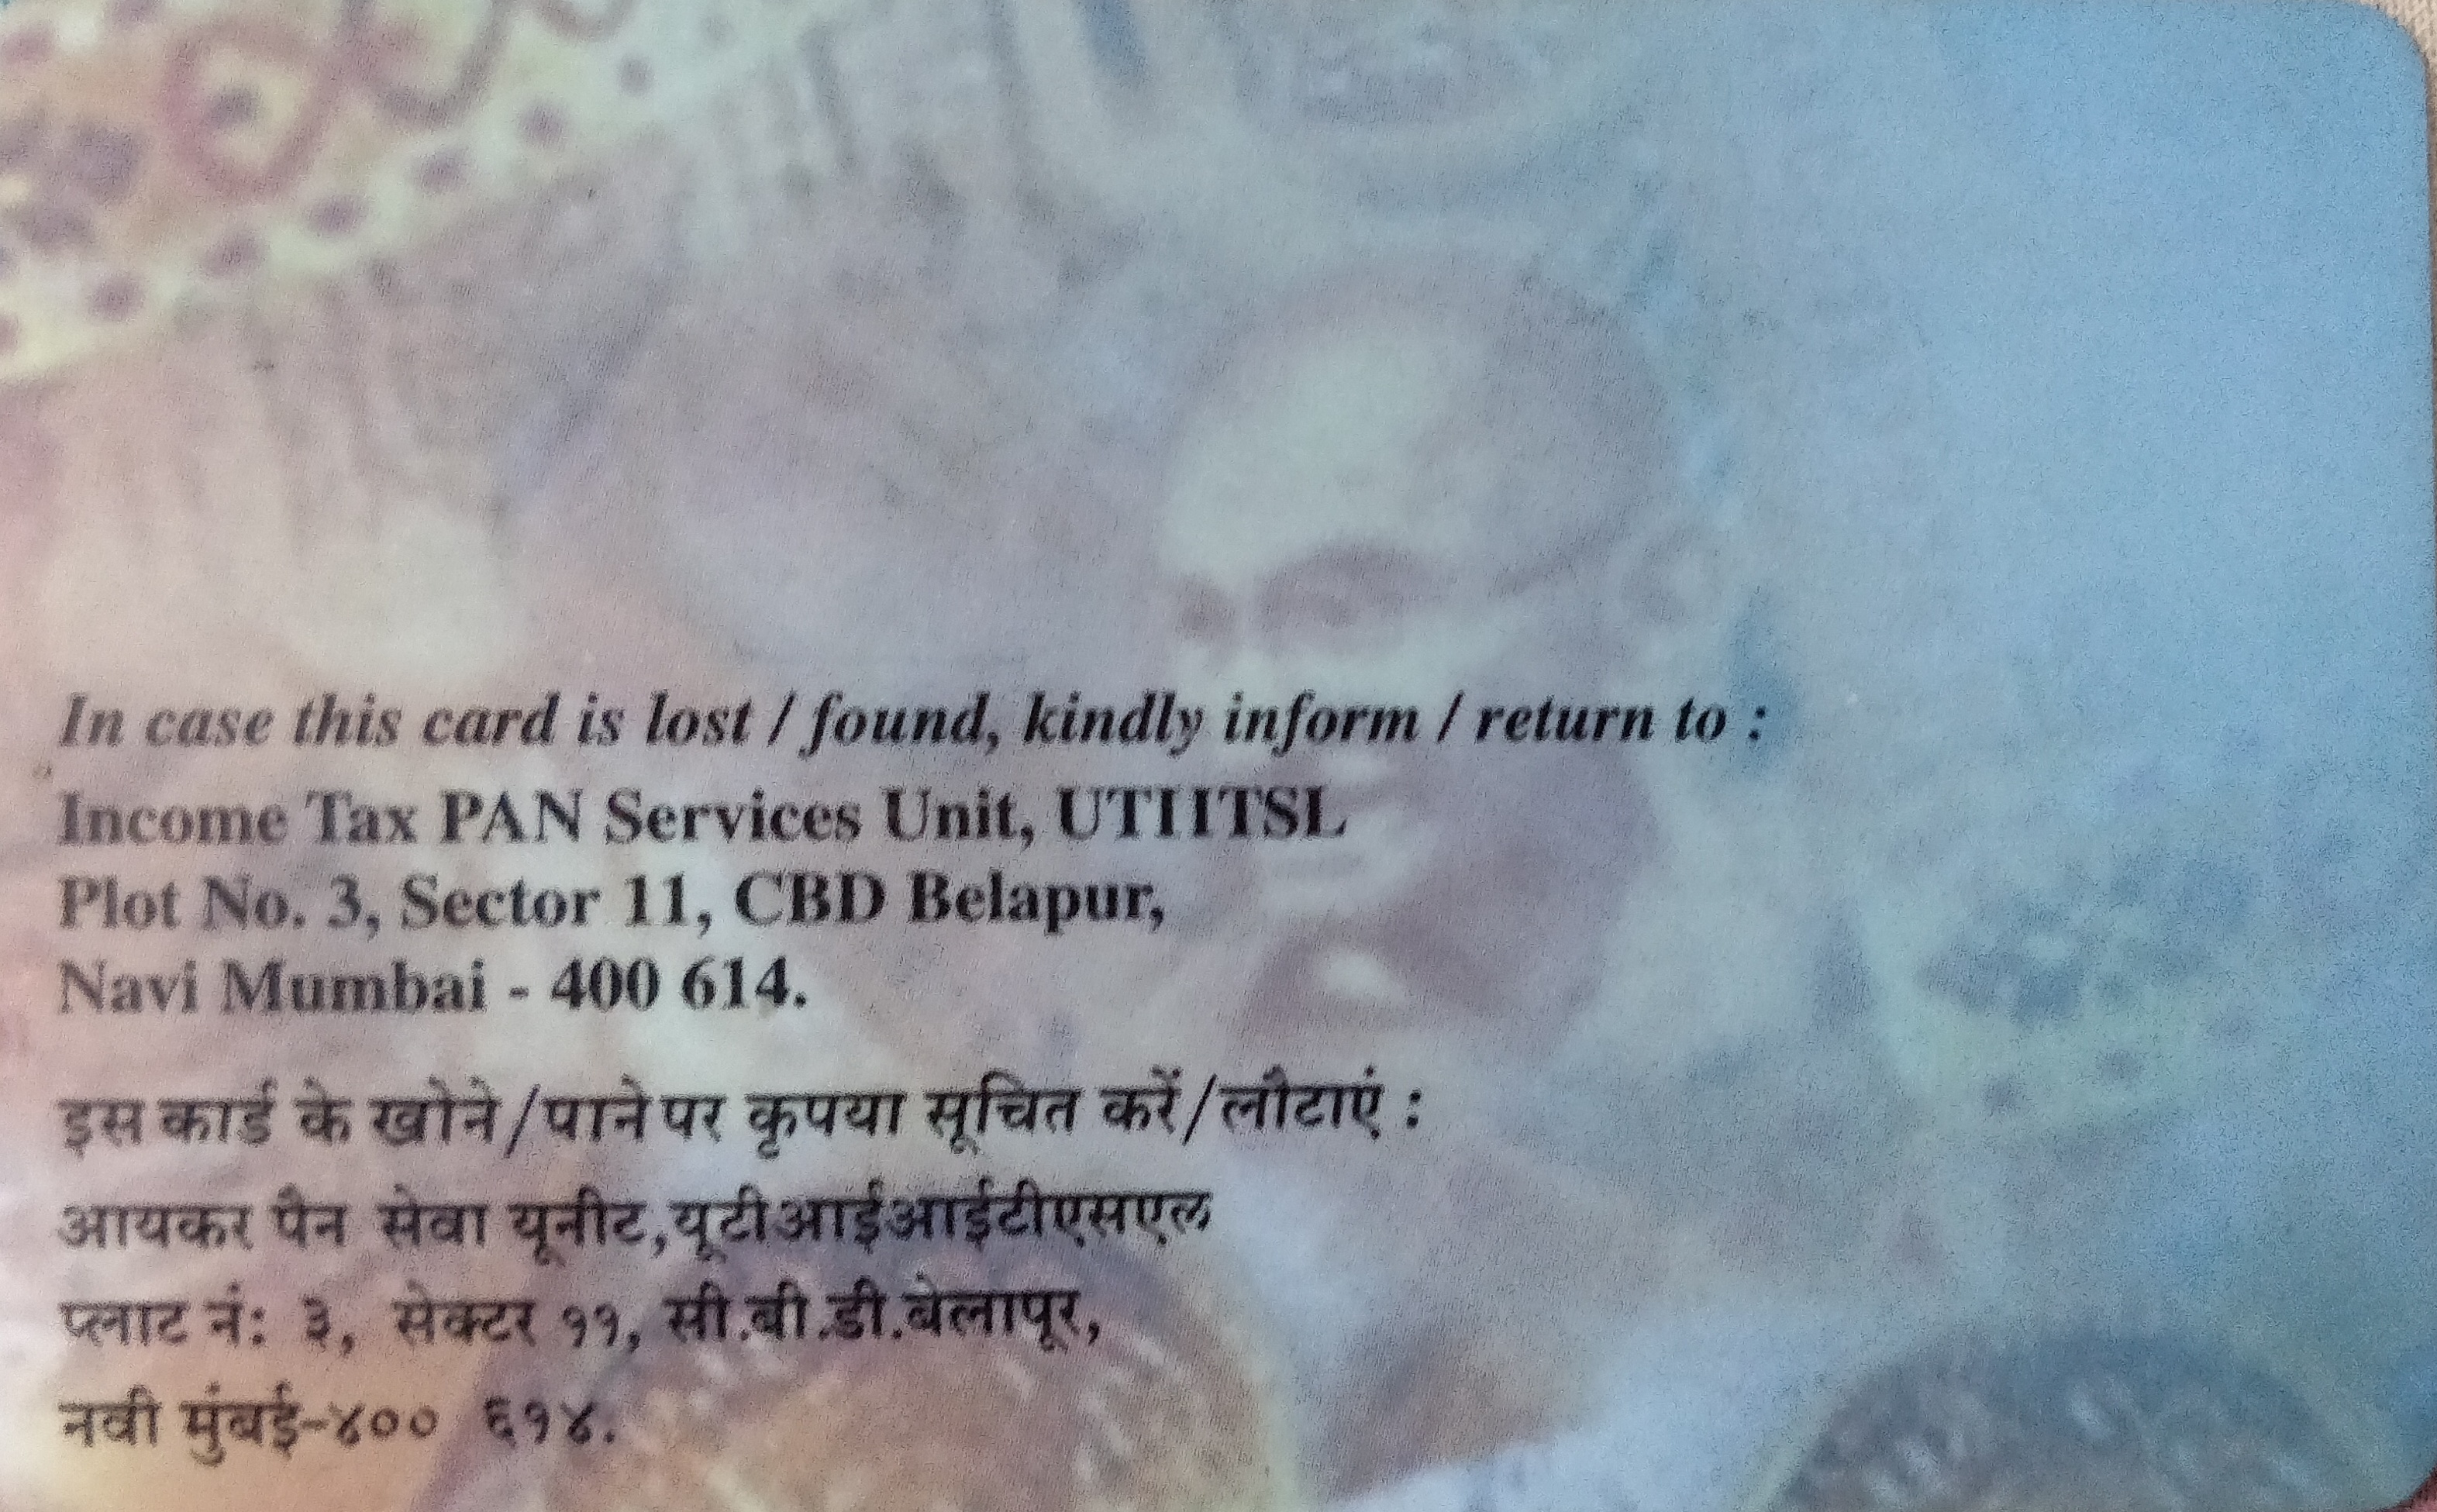 In case this card is lost / found, kindly inform / return to :
Income Tax PAN Services Unit, UTIITSL
Plot No. 3, Sector 11, CBD Belapur,
Navi Mumbai - 400 614.
इस कार्ड के खोने/पाने पर कृपया सूचित करें/लौटाएं :
आयकर पैन सेवा यूनीट,यूटीआईआईटीएसएल
प्लाट नं: ३, सेक्टर ११, सी.बी.डी.बेलापूर,
नवी मुंबई-४०० ६१४.